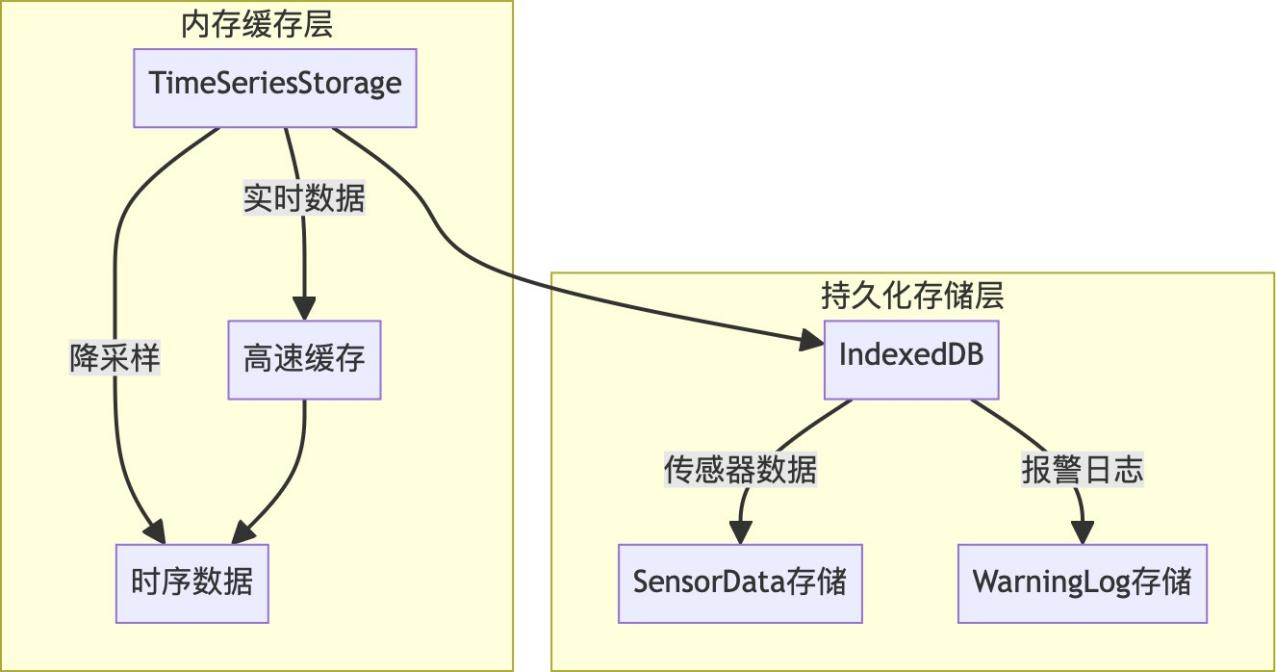 内存缓存层
TimeSeriesStorage
实时数据
降采样
高速缓存
时序数据
持久化存储层
IndexedDB
传感器数据
报警日志
SensorData存储
WarningLog存储